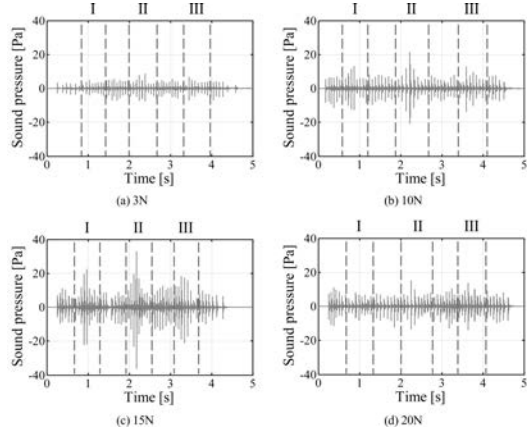 I II III
40
20
0
-20
-40
Sound pressure [Pa]
0 1 2 3 4 5
Time [s]
(a) 3N
I II III
40
20
0
-20
-40
Sound pressure [Pa]
0 1 2 3 4 5
Time [s]
(b) 10N
I II III
40
20
0
-20
-40
Sound pressure [Pa]
0 1 2 3 4 5
Time [s]
(c) 15N
I II III
40
20
0
-20
-40
Sound pressure [Pa]
0 1 2 3 4 5
Time [s]
(d) 20N